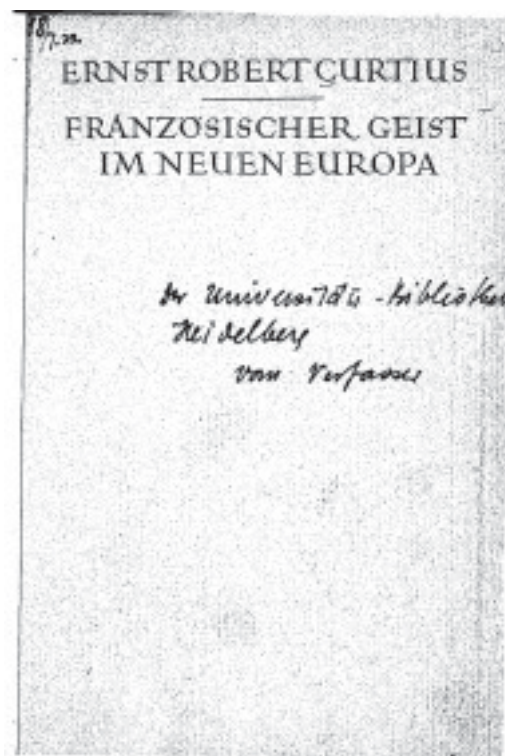 ERNST ROBERT CURTIUS
FRANZÖSISCHER GEIST
IM NEUEN EUROPA
Der Universitäts-Bibliothek
Heidelberg
vom Verfasser